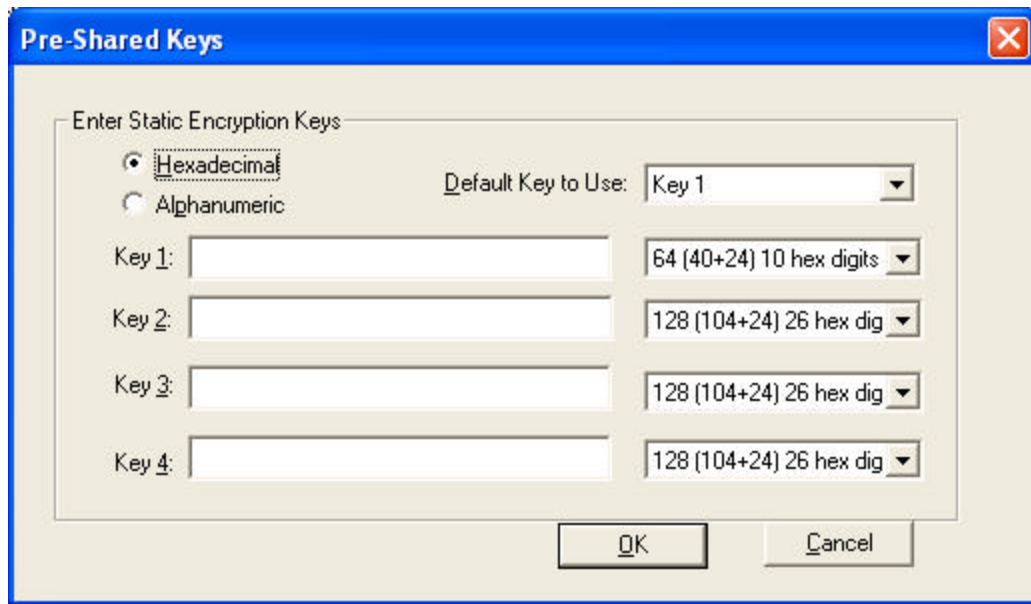 Pre-Shared Keys
Enter Static Encryption Keys
Hexadecimal
Default Key to Use: Key 1
Alphanumeric
Key 1: 64 (40+24) 10 hex digits
Key 2: 128 (104+24) 26 hex dig
Key 3: 128 (104+24) 26 hex dig
Key 4: 128 (104+24) 26 hex dig
OK Cancel